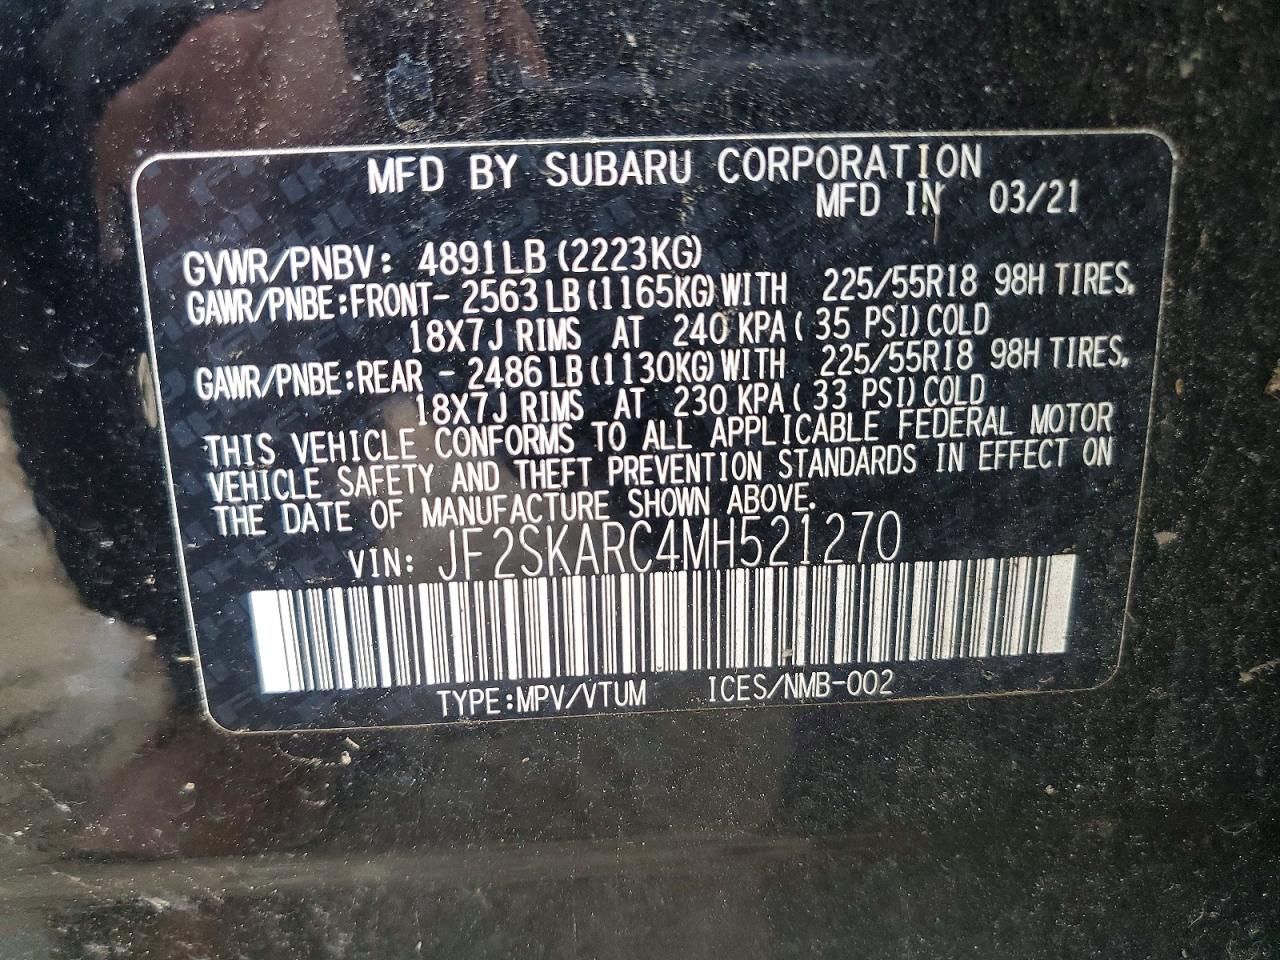 MFD BY SUBARU CORPORATION
MFD IN 03/21
GVWR/PNBV: 4891LB (2223KG)
GAWR/PNBE:FRONT- 2563 LB(1165KG)WITH 225/55R18 98H TIRES,
18X7J RIMS AT 240 KPA( 35 PSI)COLD
GAWR/PNBE:REAR - 2486 LB(1130KG)WITH 225/55R18 98H TIRES,
18X7J RIMS AT 230 KPA( 33 PSI)COLD
THIS VEHICLE CONFORMS TO ALL APPLICABLE FEDERAL MOTOR
VEHICLE SAFETY AND THEFT PREVENTION STANDARDS IN EFFECT ON
THE DATE OF MANUFACTURE SHOWN ABOVE.
VIN: JF2SKARC4MH521270
TYPE:MPV/VTUM ICES/NMB-002